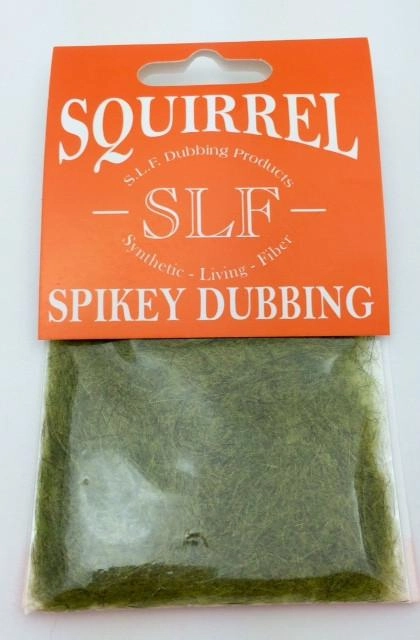 SQUIRREL
S.L.F. Dubbing Products
- SLF -
Synthetic - Living - Fiber
SPIKEY DUBBING